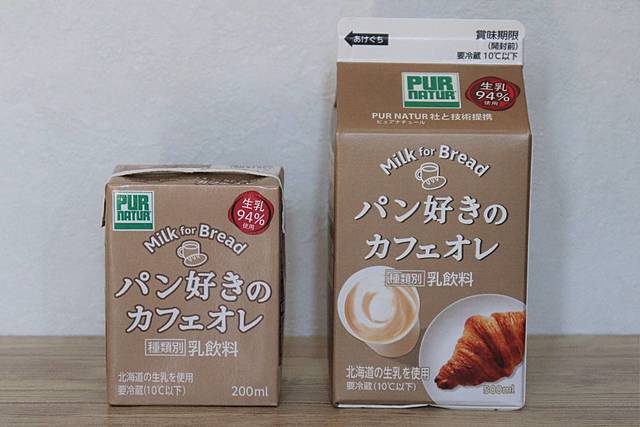 PUR
NATUR
生乳
94%
使用
Milk for Bread
パン好きの
カフェオレ
種類別 乳飲料
北海道の生乳を使用
要冷蔵(10℃以下)
200ml
あけぐち
賞味期限
(開封前)
要冷蔵 10℃以下
PUR
NATUR
生乳
94%
使用
PUR NATUR 社と技術提携
ピュアナチュール
Milk for Bread
パン好きの
カフェオレ
種類別 乳飲料
北海道の生乳を使用
要冷蔵(10℃以下)
500ml